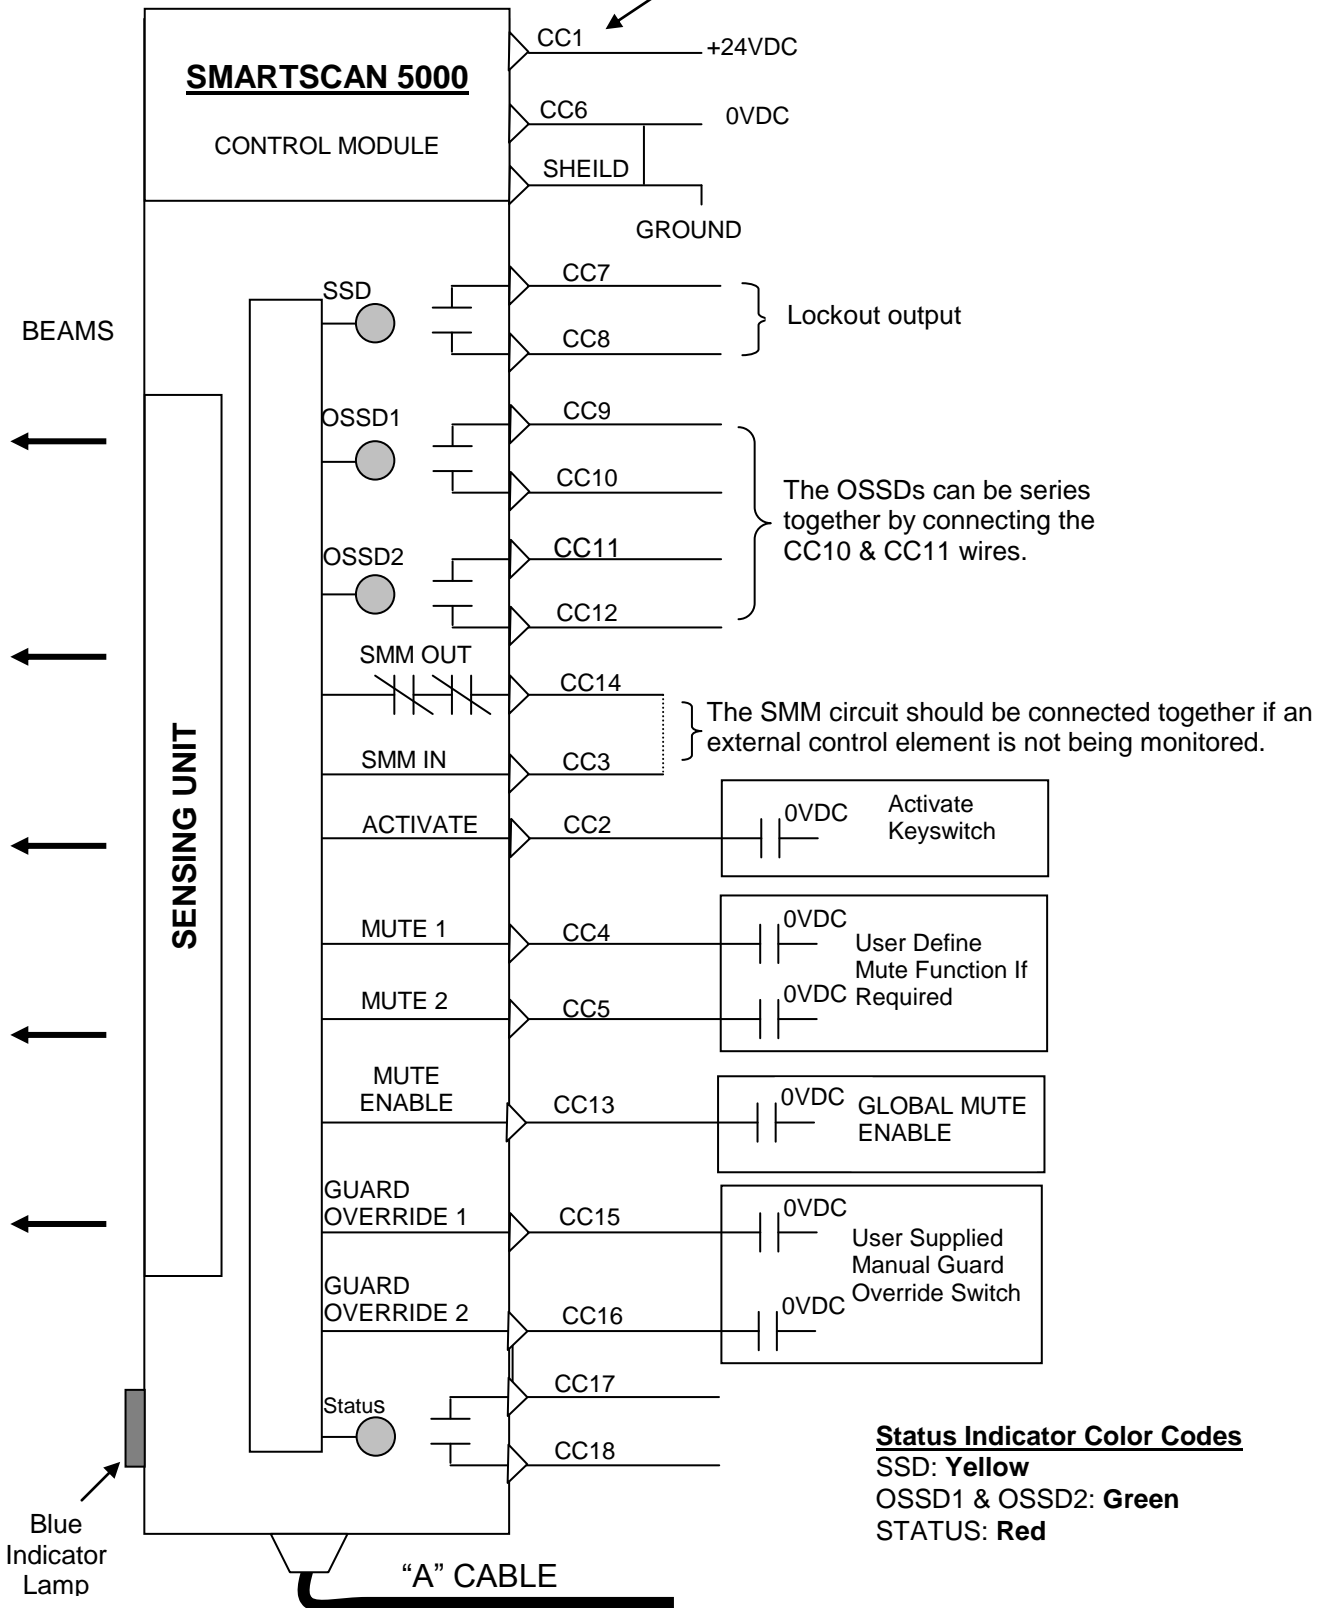 CC1
+24VDC
SMARTSCAN 5000
CC6
0VDC
CONTROL MODULE
SHEILD
GROUND
CC7
SSD
Lockout output
BEAMS
CC8
CC9
OSSD1
CC10
The OSSDs can be series
together by connecting the
CC10 & CC11 wires.
CC11
OSSD2
CC12
SMM OUT
CC14
The SMM circuit should be connected together if an
external control element is not being monitored.
SMM IN
CC3
SENSING UNIT
ACTIVATE
CC2
0VDC
Activate
Keyswitch
MUTE 1
CC4
0VDC
User Define
Mute Function If
Required
MUTE 2
CC5
0VDC
MUTE
ENABLE
CC13
0VDC
GLOBAL MUTE
ENABLE
GUARD
OVERRIDE 1
CC15
0VDC
User Supplied
Manual Guard
Override Switch
GUARD
OVERRIDE 2
CC16
0VDC
CC17
Status
CC18
Status Indicator Color Codes
SSD: Yellow
OSSD1 & OSSD2: Green
STATUS: Red
Blue
Indicator
Lamp
“A” CABLE